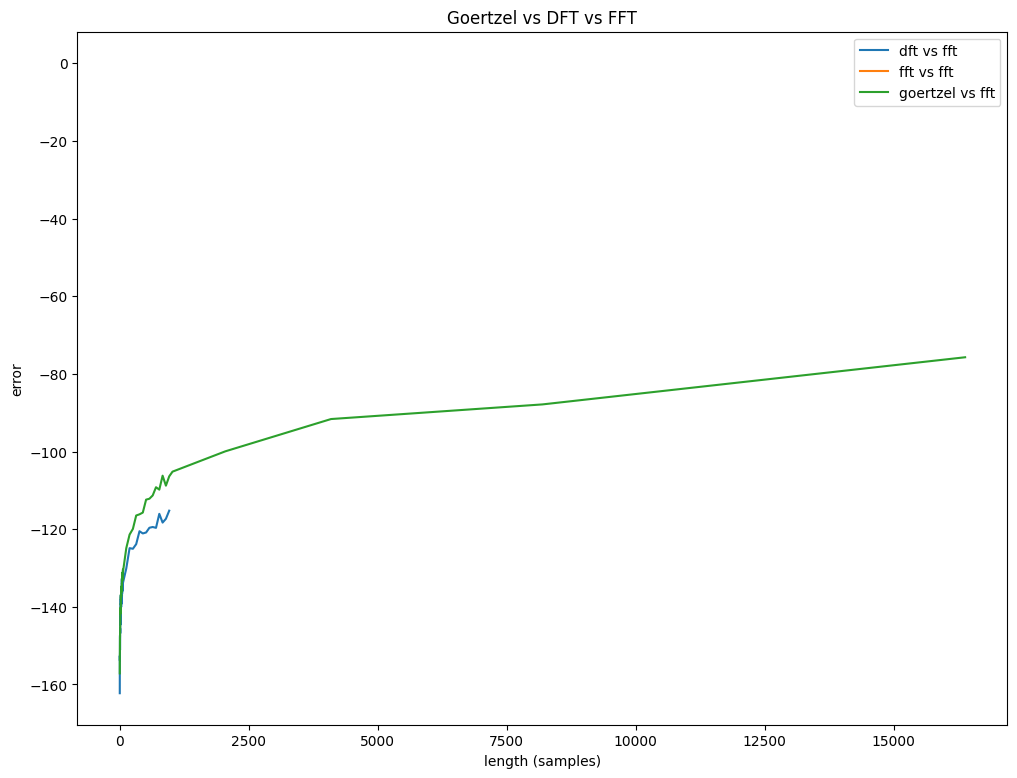 Goertzel vs DFT vs FFT
dft vs fft
fft vs fft
goertzel vs fft
0
−20
−40
−60
−80
−100
−120
−140
−160
error
0 2500 5000 7500 10000 12500 15000
length (samples)